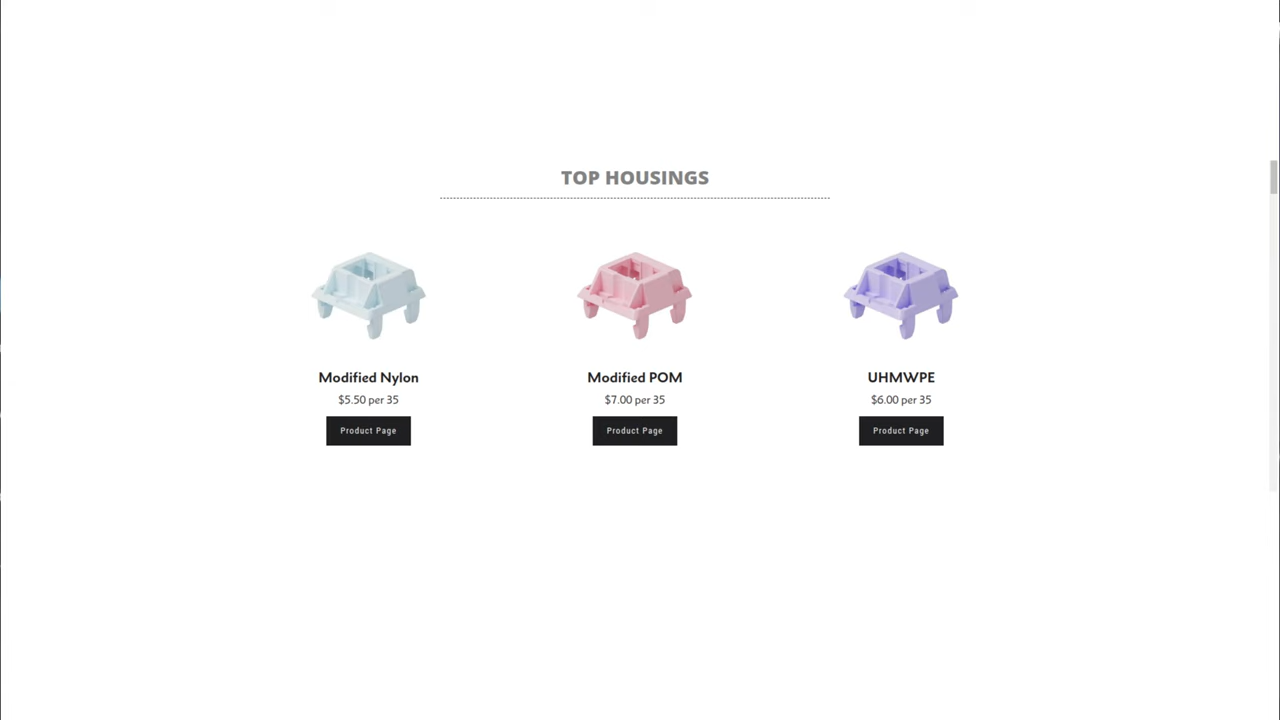 TOP HOUSINGS
Modified Nylon
$5.50 per 35
Product Page
Modified POM
$7.00 per 35
Product Page
UHMWPE
$6.00 per 35
Product Page